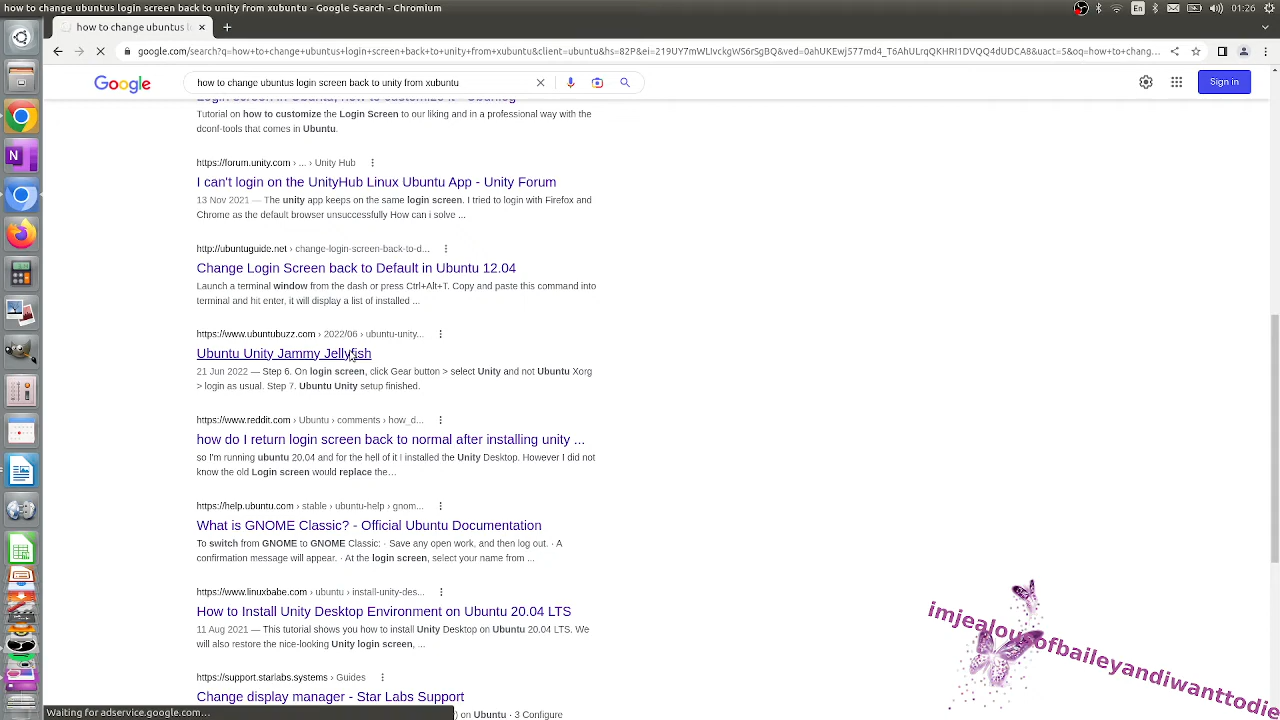 how to change ubuntus login screen back to unity from xubuntu - Google Search - Chromium
En
01:26
how to change ubuntus l
google.com/search?q=how+to+change+ubuntus+login+screen+back+to+unity+from+xubuntu&client=ubuntu&hs=82P&ei=219UY7mWLIvckgWS6rSgBQ&ved=0ahUKEwj577md4_T6AhULrqQKHRI1DVQQ4dUDCA8&uact=5&oq=how+to+chang...
Google
how to change ubuntus login screen back to unity from xubuntu
Sign in
Login screen in Ubuntu, how to customize it - Ubunlog
Tutorial on how to customize the Login Screen to our liking and in a professional way with the
dconf-tools that comes in Ubuntu.
https://forum.unity.com › ... › Unity Hub
I can't login on the UnityHub Linux Ubuntu App - Unity Forum
13 Nov 2021 — The unity app keeps on the same login screen. I tried to login with Firefox and
Chrome as the default browser unsuccessfully How can i solve ...
http://ubuntuguide.net › change-login-screen-back-to-d...
Change Login Screen back to Default in Ubuntu 12.04
Launch a terminal window from the dash or press Ctrl+Alt+T. Copy and paste this command into
terminal and hit enter, it will display a list of installed ...
https://www.ubuntubuzz.com › 2022/06 › ubuntu-unity...
Ubuntu Unity Jammy Jellyfish
21 Jun 2022 — Step 6. On login screen, click Gear button > select Unity and not Ubuntu Xorg
> login as usual. Step 7. Ubuntu Unity setup finished.
https://www.reddit.com › Ubuntu › comments › how_d...
how do I return login screen back to normal after installing unity ...
so I'm running ubuntu 20.04 and for the hell of it I installed the Unity Desktop. However I did not
know the old Login screen would replace the…
https://help.ubuntu.com › stable › ubuntu-help › gnom...
What is GNOME Classic? - Official Ubuntu Documentation
To switch from GNOME to GNOME Classic: · Save any open work, and then log out. · A
confirmation message will appear. · At the login screen, select your name from ...
https://www.linuxbabe.com › ubuntu › install-unity-des...
How to Install Unity Desktop Environment on Ubuntu 20.04 LTS
11 Aug 2021 — This tutorial shows you how to install Unity Desktop on Ubuntu 20.04 LTS. We
will also restore the nice-looking Unity login screen, ...
https://support.starlabs.systems › Guides
Change display manager - Star Labs Support
) on Ubuntu · 3 Configure
Waiting for adservice.google.com...
imjealousofbaileyandiwanttodie